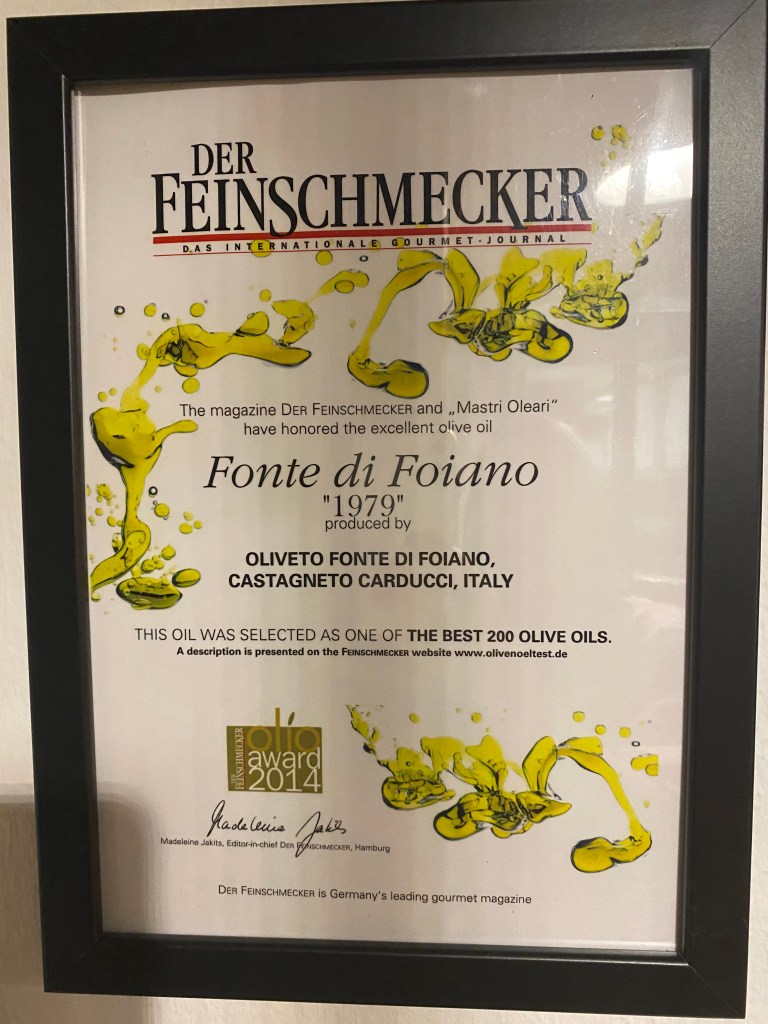 DER
FEINSCHMECKER
DAS INTERNATIONALE GOURMET-JOURNAL
The magazine DER FEINSCHMECKER and „Mastri Oleari“
have honored the excellent olive oil
Fonte di Foiano
"1979"
produced by
OLIVETO FONTE DI FOIANO,
CASTAGNETO CARDUCCI, ITALY
THIS OIL WAS SELECTED AS ONE OF THE BEST 200 OLIVE OILS.
A description is presented on the FEINSCHMECKER website www.olivenoeltest.de
DER FEINSCHMECKER
olio
award
2014
Madeleine Jakits
Madeleine Jakits, Editor-in-chief DER FEINSCHMECKER, Hamburg
DER FEINSCHMECKER is Germany's leading gourmet magazine